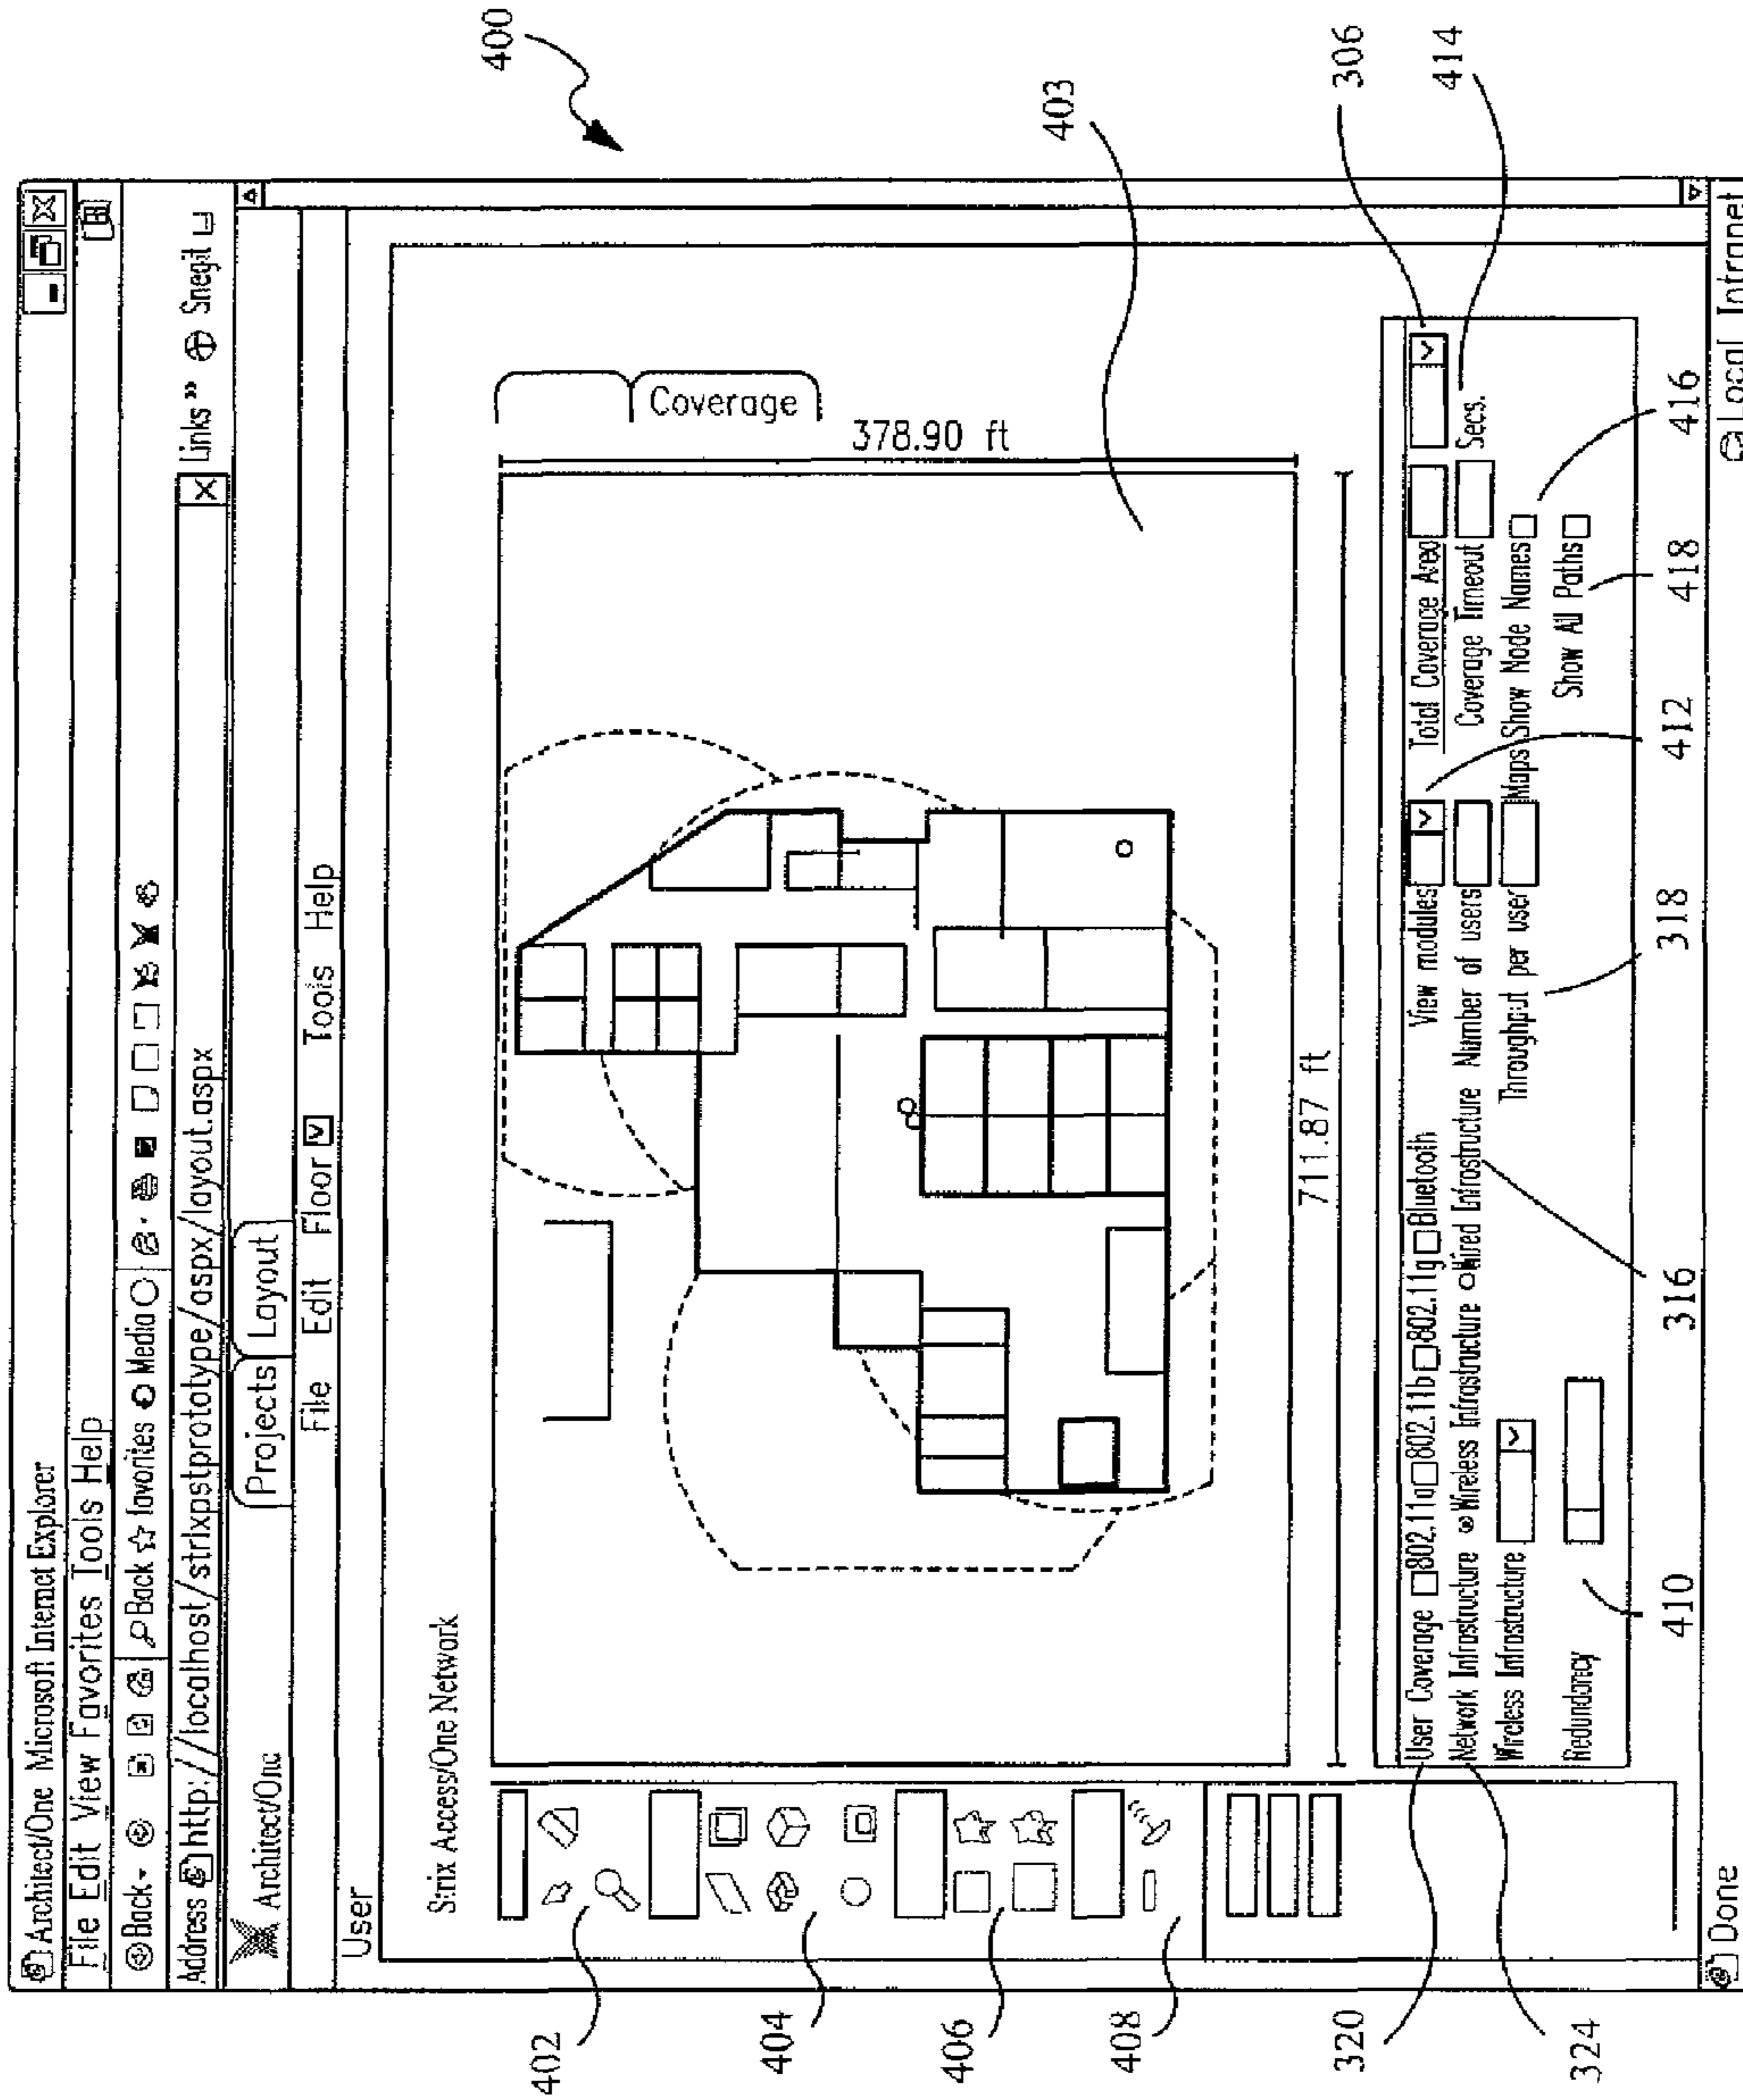 Architect/One Microsoft Internet Explorer
File Edit View Favorites Tools Help
Back Back favorites Media
Address http://localhost/strixpstprototype/aspx/layout.aspx X Links » Snegit
Architect/One
Projects Layout
File Edit Floor Tools Help
User
400
Strix Access/One Network
Coverage
378.90 ft
403
711.87 ft
402
404
406
408
320
324
User Coverage 802.11a 802.11b 802.11g Bluetooth View modules Total Coverage Area
Network Infrastructure Wireless Infrastructure Wired Infrastructure Number of users Coverage Timeout Secs.
Wireless Infrastructure Throughput per user Maps Show Node Names
Redundancy Show All Paths
306
414
410
316
318
412
418
416
Done Local Intranet